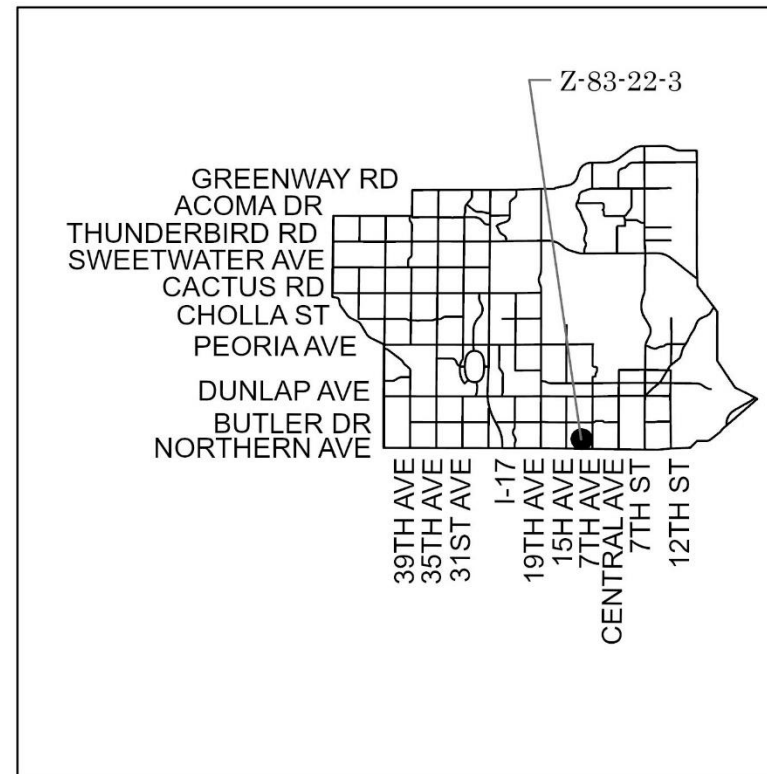 Z-83-22-3
GREENWAY RD
ACOMA DR
THUNDERBIRD RD
SWEETWATER AVE
CACTUS RD
CHOLLA ST
PEORIA AVE
DUNLAP AVE
BUTLER DR
NORTHERN AVE
39TH AVE
35TH AVE
31ST AVE
I-17
19TH AVE
15H AVE
7TH AVE
CENTRAL AVE
7TH ST
12TH ST